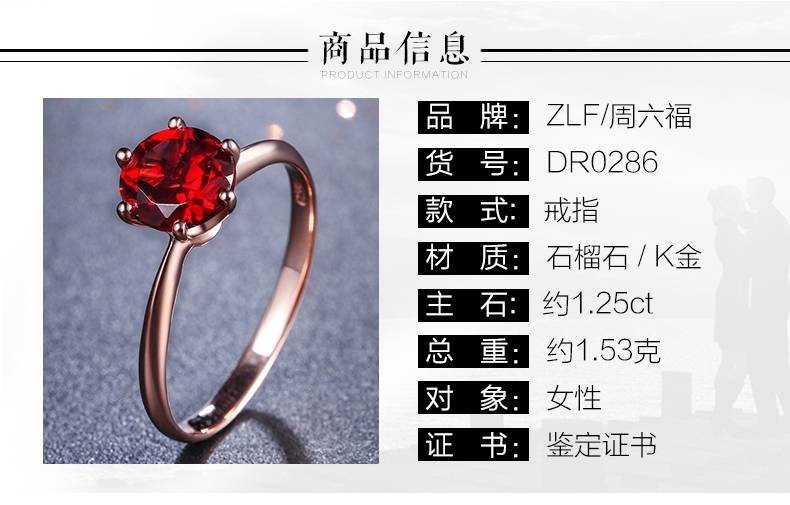 商品信息
PRODUCT INFORMATION
品 牌: ZLF/周六福
货 号: DR0286
款 式: 戒指
材 质: 石榴石 / K金
主 石: 约1.25ct
总 重: 约1.53克
对 象: 女性
证 书: 鉴定证书